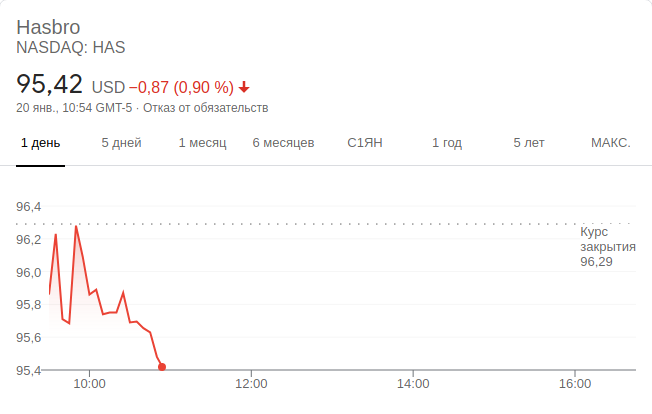 Hasbro
NASDAQ: HAS
95,42 USD −0,87 (0,90 %)
20 янв., 10:54 GMT-5 · Отказ от обязательств
1 день 5 дней 1 месяц 6 месяцев С1ЯН 1 год 5 лет МАКС.
96,4
96,2
96,0
95,8
95,6
95,4
Курс
закрытия
96,29
10:00 12:00 14:00 16:00